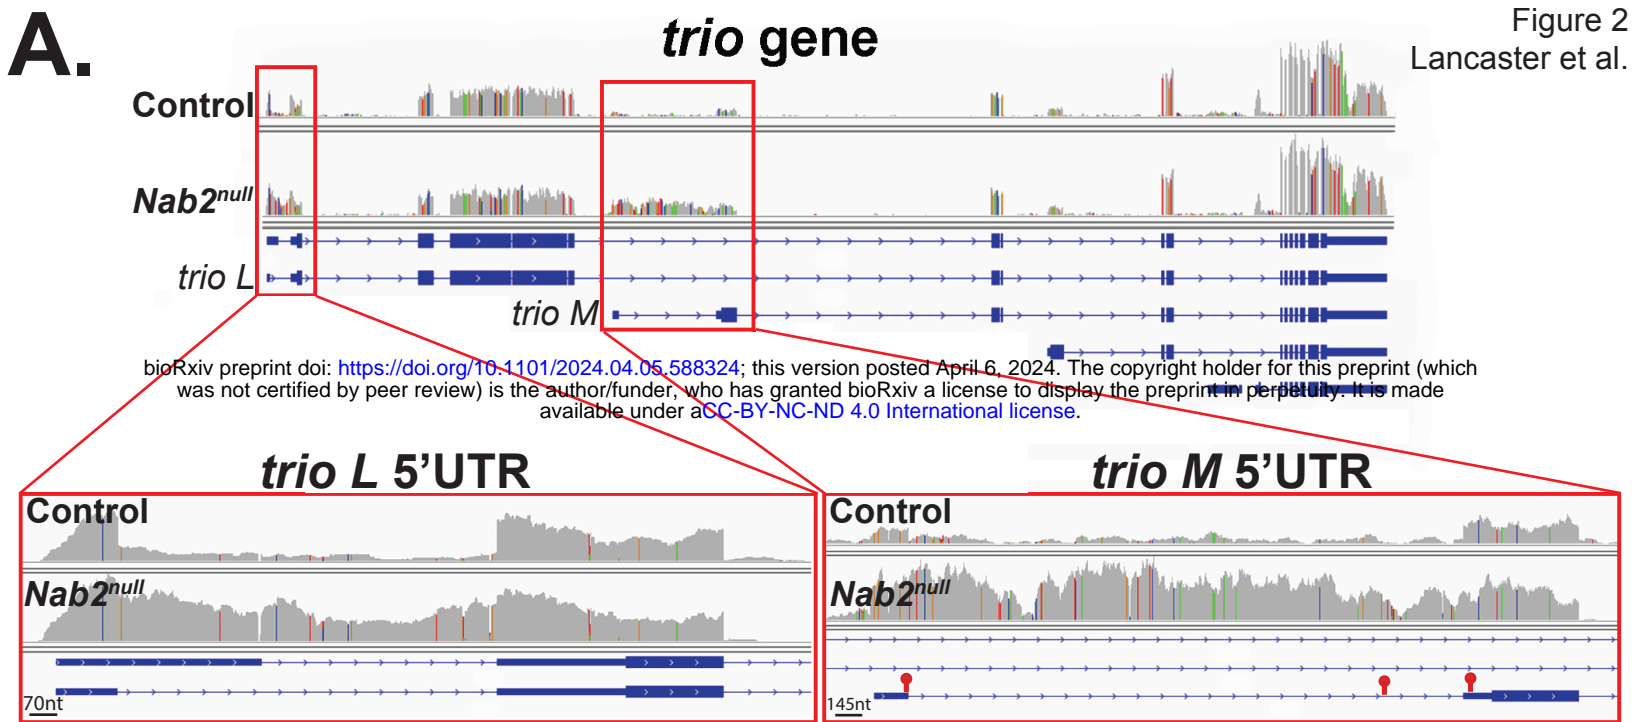 A.
trio gene
Figure 2
Lancaster et al.
Control
Nab2null
trio L
trio M
bioRxiv preprint doi: https://doi.org/10.1101/2024.04.05.588324; this version posted April 6, 2024. The copyright holder for this preprint (which
was not certified by peer review) is the author/funder, who has granted bioRxiv a license to display the preprint in perpetuity. It is made
available under aCC-BY-NC-ND 4.0 International license.
trio L 5’UTR
Control
Nab2null
70nt
trio M 5’UTR
Control
Nab2null
145nt